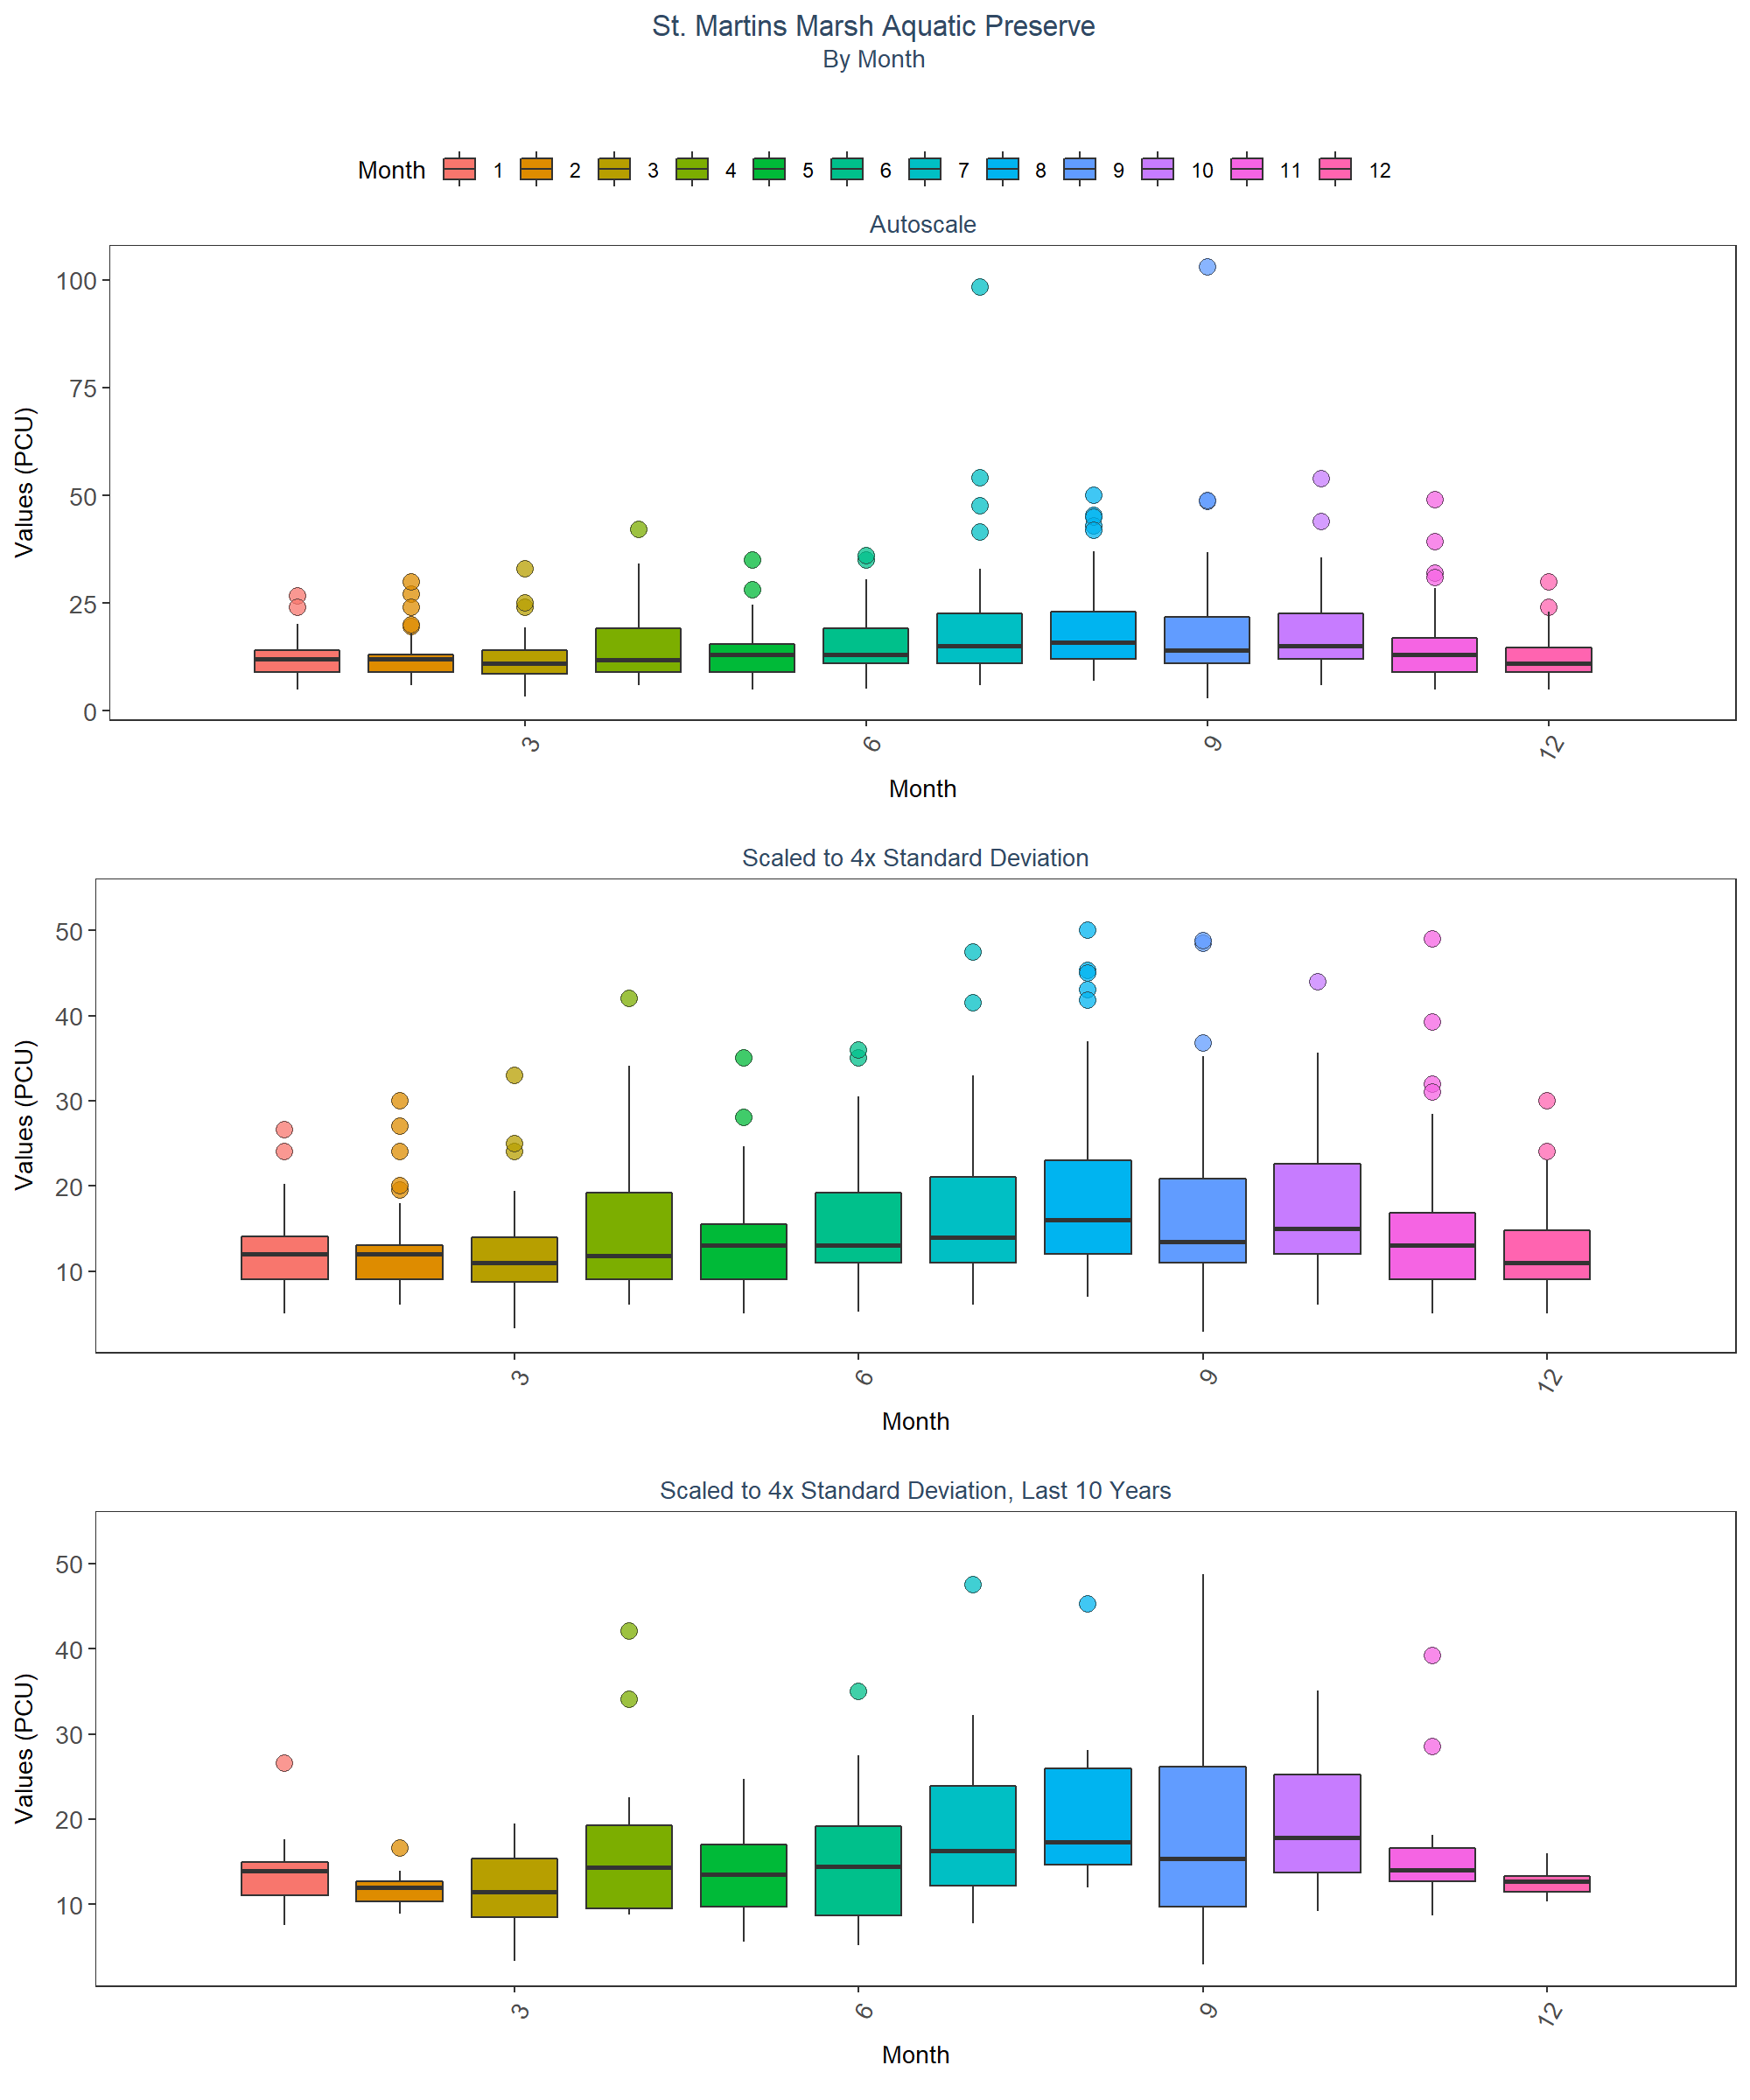 St. Martins Marsh Aquatic Preserve
By Month
Month 1 2 3 4 5 6 7 8 9 10 11 12
Autoscale
Values (PCU)
100
75
50
25
0
3 6 9 12
Month
Scaled to 4x Standard Deviation
Values (PCU)
50
40
30
20
10
3 6 9 12
Month
Scaled to 4x Standard Deviation, Last 10 Years
Values (PCU)
50
40
30
20
10
3 6 9 12
Month